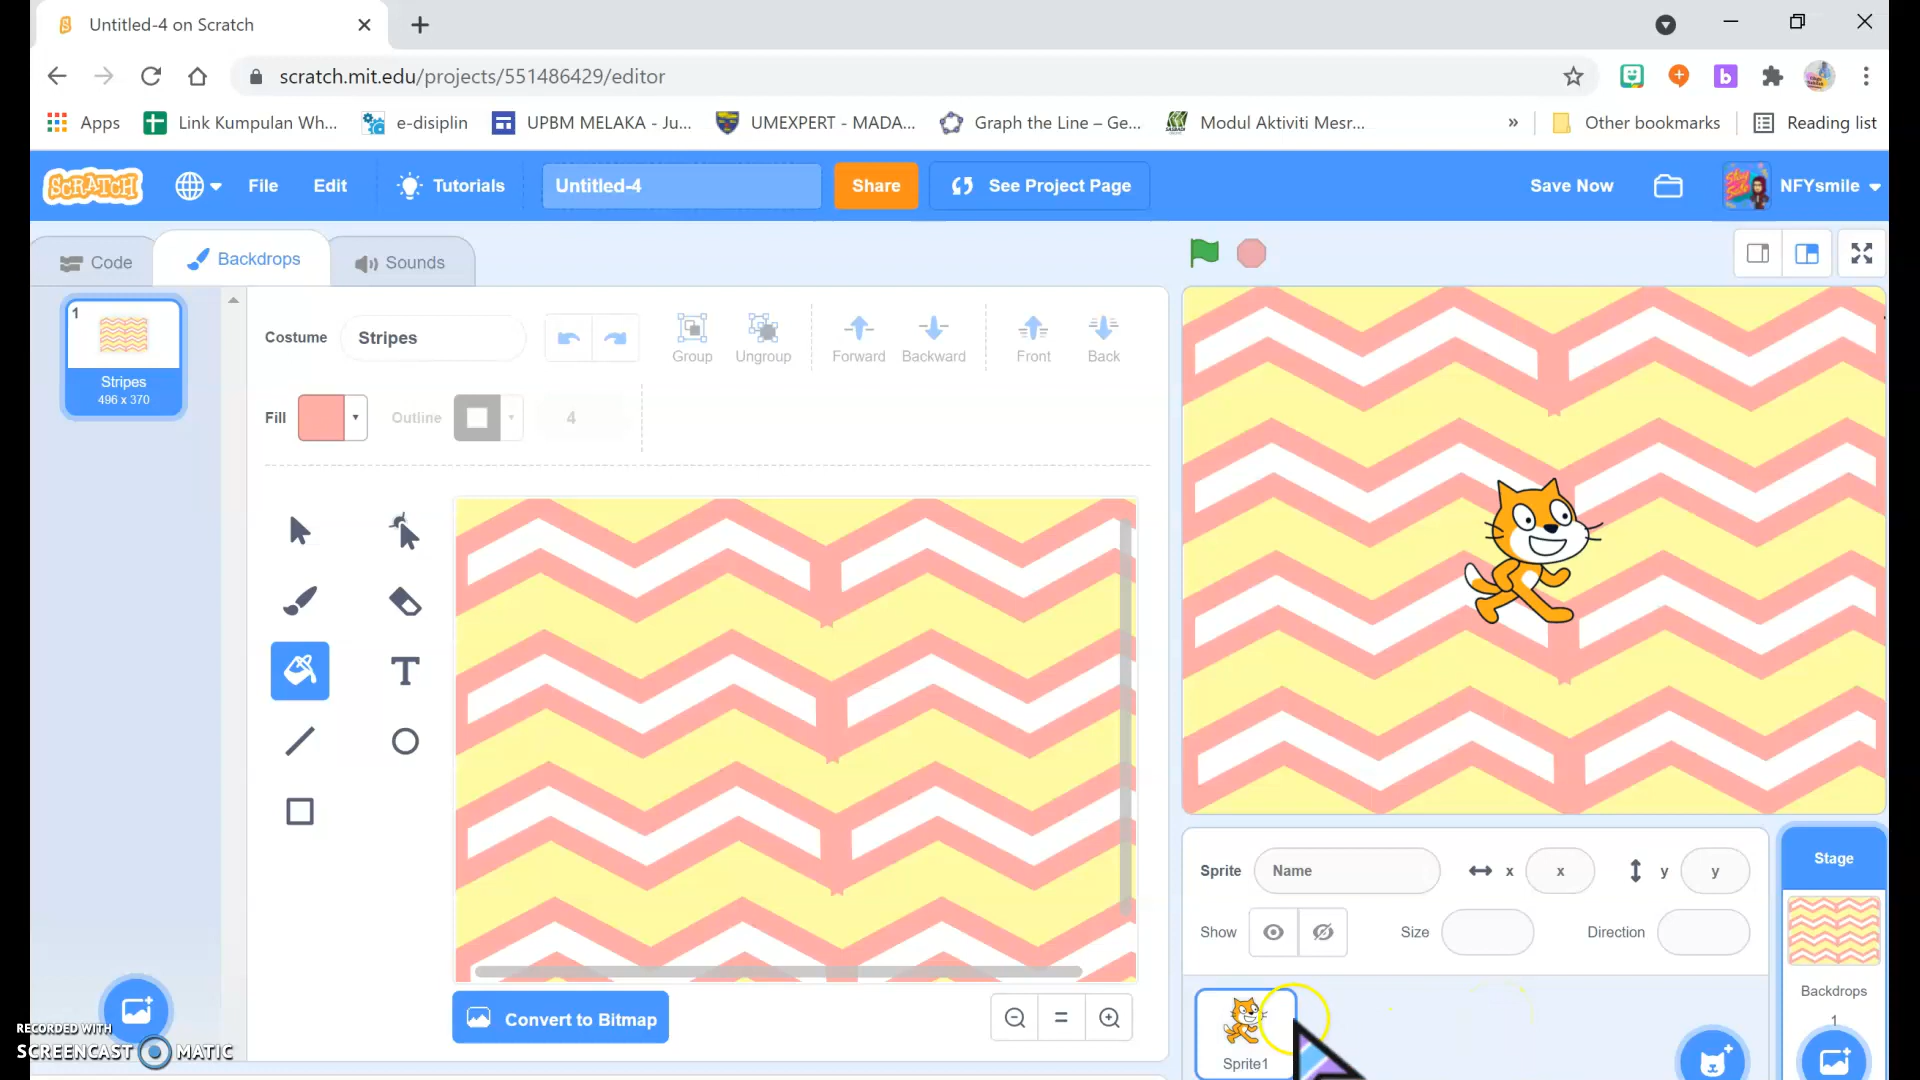 Untitled-4 on Scratch
scratch.mit.edu/projects/551486429/editor
Apps
Link Kumpulan Wh...
e-disiplin
UPBM MELAKA - Ju...
UMEXPERT - MADA...
Graph the Line – Ge...
Modul Aktiviti Mesr...
»
Other bookmarks
Reading list
SCRATCH
File
Edit
Tutorials
Untitled-4
Share
See Project Page
Save Now
NFYsmile
Code
Backdrops
Sounds
1
Stripes
496 x 370
Costume
Stripes
Group
Ungroup
Forward
Backward
Front
Back
Fill
Outline
4
T
Convert to Bitmap
Sprite
Name
x
x
y
y
Show
Size
Direction
Sprite1
Stage
Backdrops
1
RECORDED WITH
SCREENCAST MATIC